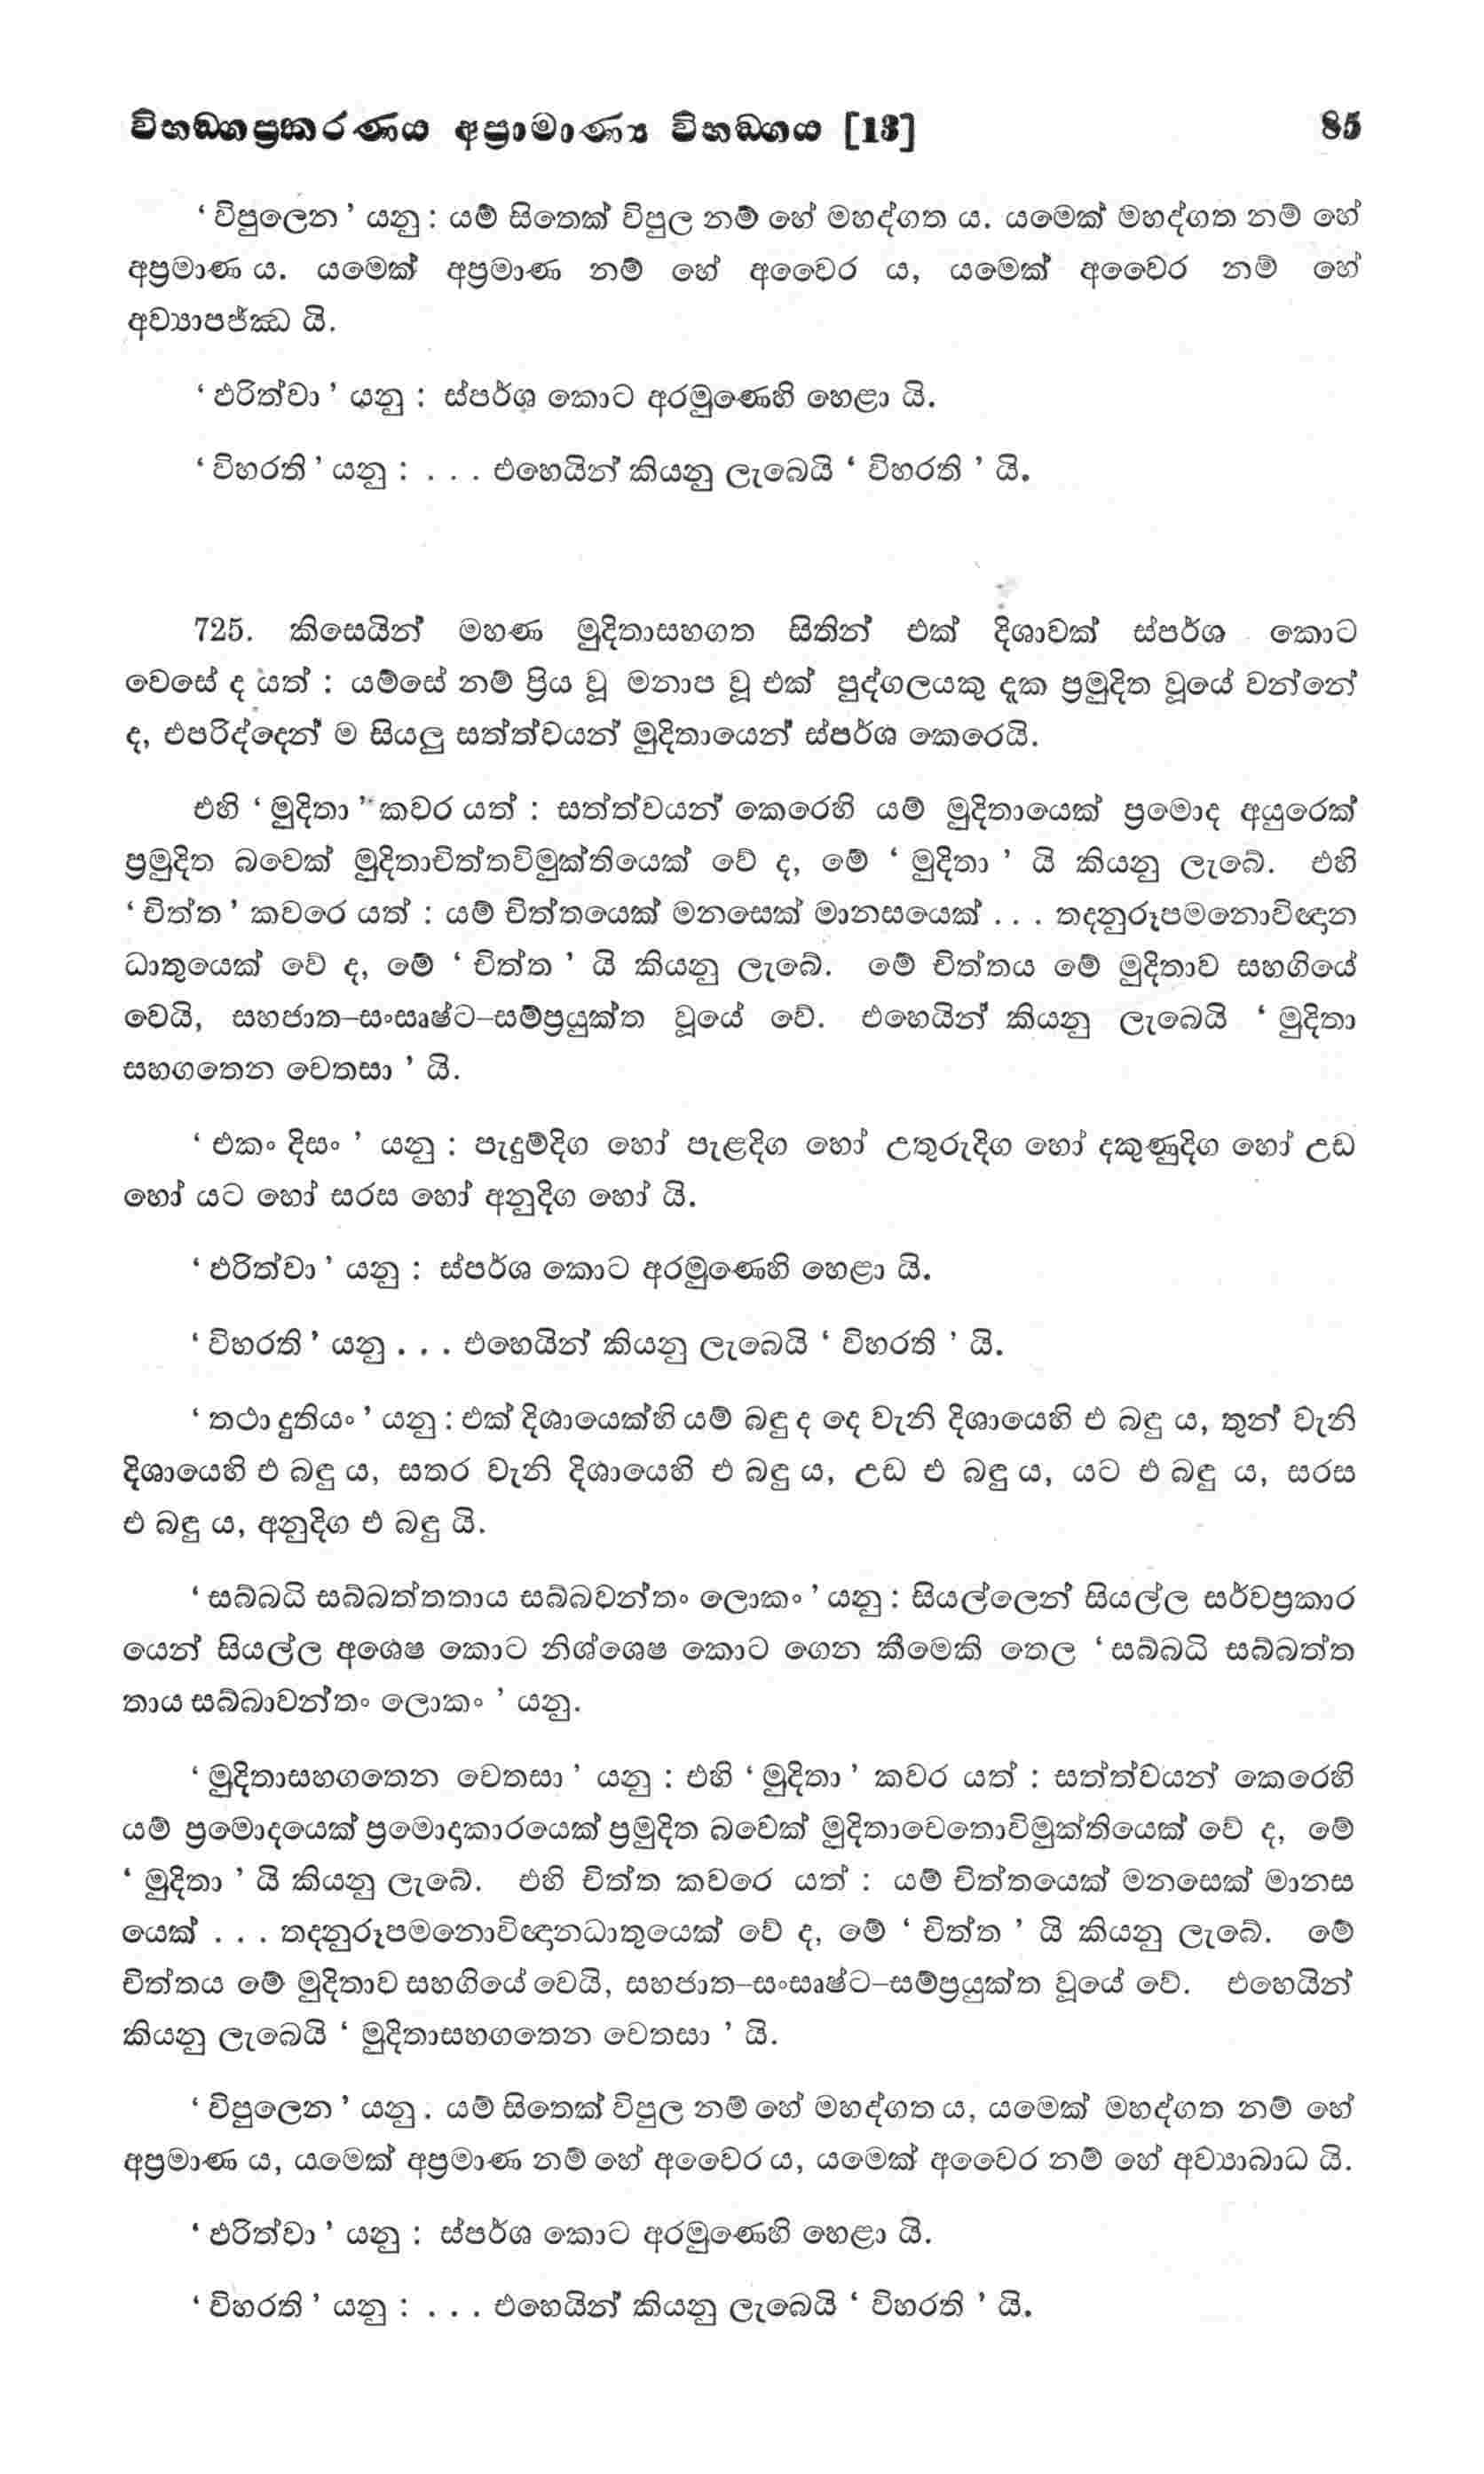 විභඞ්ගප්‍රකරණය අප්‍රාමාණ්‍ය විභඞ්ගය [13] 85
‘ විපුලෙන ’ යනු : යම් සිතෙක් විපුල නම් හේ මහද්ගත ය. යමෙක් මහද්ගත නම් හේ
අප්‍රමාණ ය. යමෙක් අප්‍රමාණ නම් හේ අවෛර ය, යමෙක් අවෛර නම් හේ
අව්‍යාපජ්ඣ යි.
‘ ඵරිත්වා ’ යනු : ස්පර්ශ කොට අරමුණෙහි හෙළා යි.
‘ විහරති ’ යනු : . . . එහෙයින් කියනු ලැබෙයි ‘ විහරති ’ යි.
725. කිසෙයින් මහණ මුදිතාසහගත සිතින් එක් දිශාවක් ස්පර්ශ කොට
වෙසේ ද යත් : යම්සේ නම් ප්‍රිය වූ මනාප වූ එක් පුද්ගලයකු දැක ප්‍රමුදිත වූයේ වන්නේ
ද, එපරිද්දෙන් ම සියලු සත්ත්වයන් මුදිතායෙන් ස්පර්ශ කෙරෙයි.
එහි ‘ මුදිතා ’ කවර යත් : සත්ත්වයන් කෙරෙහි යම් මුදිතායෙක් ප්‍රමොද අයුරෙක්
ප්‍රමුදිත බවෙක් මුදිතාචිත්තවිමුක්තියෙක් වේ ද, මේ ‘ මුදිතා ’ යි කියනු ලැබේ. එහි
‘ චිත්ත ’ කවරෙ යත් : යම් චිත්තයෙක් මනසෙක් මානසයෙක් . . . තදනුරූපමනොවිඥාන
ධාතුයෙක් වේ ද, මේ ‘ චිත්ත ’ යි කියනු ලැබේ. මේ චිත්තය මේ මුදිතාව සහගියේ
වෙයි, සහජාත–සංසෘෂ්ට–සම්ප්‍රයුක්ත වූයේ වේ. එහෙයින් කියනු ලැබෙයි ‘ මුදිතා
සහගතෙන චෙතසා ’ යි.
‘ එකං දිසං ’ යනු : පැදුම්දිග හෝ පැළදිග හෝ උතුරුදිග හෝ දකුණුදිග හෝ උඩ
හෝ යට හෝ සරස හෝ අනුදිග හෝ යි.
‘ ඵරිත්වා ’ යනු : ස්පර්ශ කොට අරමුණෙහි හෙළා යි.
‘ විහරති ’ යනු . . . එහෙයින් කියනු ලැබෙයි ‘ විහරති ’ යි.
‘ තථා දුතියං ’ යනු : එක් දිශායෙක්හි යම් බඳු ද දෙ වැනි දිශායෙහි එ බඳු ය, තුන් වැනි
දිශායෙහි එ බඳු ය, සතර වැනි දිශායෙහි එ බඳු ය, උඩ එ බඳු ය, යට එ බඳු ය, සරස
එ බඳු ය, අනුදිග එ බඳු යි.
‘ සබ්බධි සබ්බත්තතාය සබ්බවන්තං ලොකං ’ යනු : සියල්ලෙන් සියල්ල සර්වප්‍රකාර
යෙන් සියල්ල අශෙෂ කොට නිශ්ශෙෂ කොට ගෙන කීමෙකි තෙල ‘ සබ්බධි සබ්බත්ත
තාය සබ්බාවන්තං ලොකං ’ යනු.
‘ මුදිතාසහගතෙන චෙතසා ’ යනු : එහි ‘ මුදිතා ’ කවර යත් : සත්ත්වයන් කෙරෙහි
යම් ප්‍රමොදයෙක් ප්‍රමොදාකාරයෙක් ප්‍රමුදිත බවෙක් මුදිතාචෙතොවිමුක්තියෙක් වේ ද, මේ
‘ මුදිතා ’ යි කියනු ලැබේ. එහි චිත්ත කවරෙ යත් : යම් චිත්තයෙක් මනසෙක් මානස
යෙක් . . . තදනුරූපමනොවිඥානධාතුයෙක් වේ ද, මේ ‘ චිත්ත ’ යි කියනු ලැබේ. මේ
චිත්තය මේ මුදිතාව සහගියේ වෙයි, සහජාත–සංසෘෂ්ට–සම්ප්‍රයුක්ත වූයේ වේ. එහෙයින්
කියනු ලැබෙයි ‘ මුදිතාසහගතෙන චෙතසා ’ යි.
‘ විපුලෙන ’ යනු . යම් සිතෙක් විපුල නම් හේ මහද්ගත ය, යමෙක් මහද්ගත නම් හේ
අප්‍රමාණ ය, යමෙක් අප්‍රමාණ නම් හේ අවෛර ය, යමෙක් අවෛර නම් හේ අව්‍යාබාධ යි.
‘ ඵරිත්වා ’ යනු : ස්පර්ශ කොට අරමුණෙහි හෙළා යි.
‘ විහරති ’ යනු : . . . එහෙයින් කියනු ලැබෙයි ‘ විහරති ’ යි.